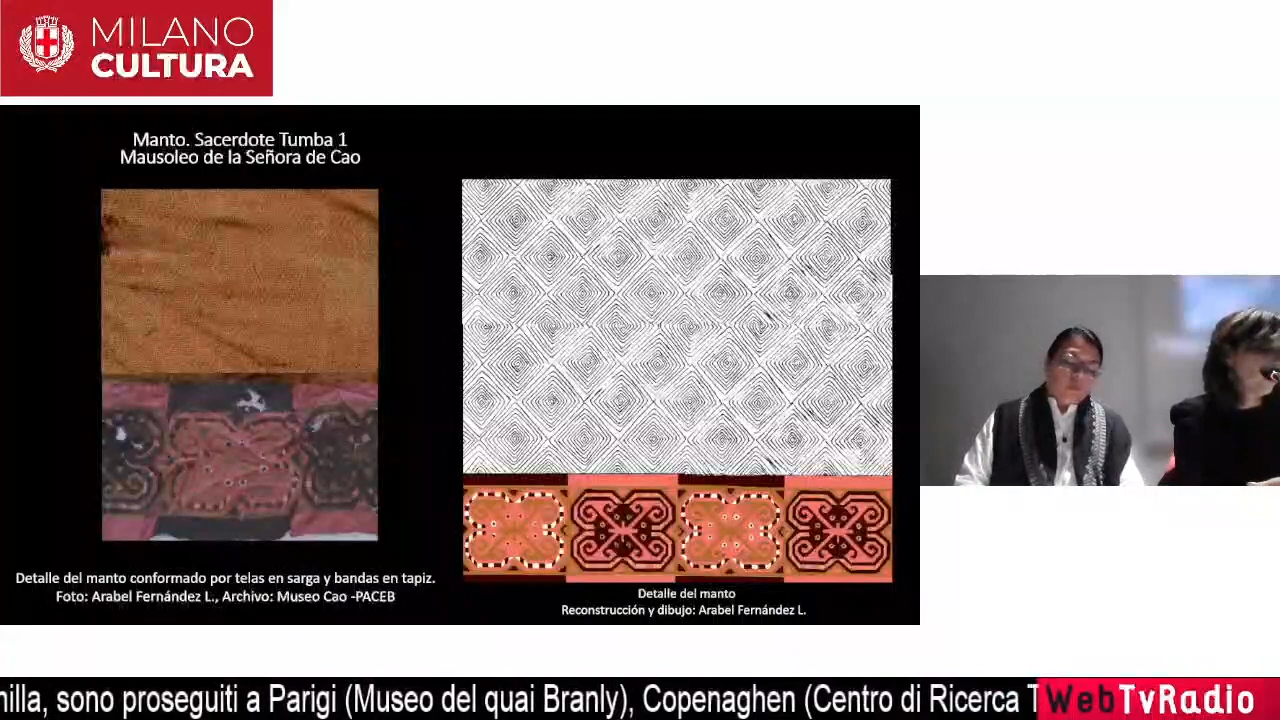 MILANO
CULTURA
Manto. Sacerdote Tumba 1
Mausoleo de la Señora de Cao
Detalle del manto conformado por telas en sarga y bandas en tapiz.
Foto: Arabel Fernández L., Archivo: Museo Cao -PACEB
Detalle del manto
Reconstrucción y dibujo: Arabel Fernández L.
sono proseguiti a Parigi (Museo del quai Branly), Copenaghen (Centro di Ricerca
WebTvRadio